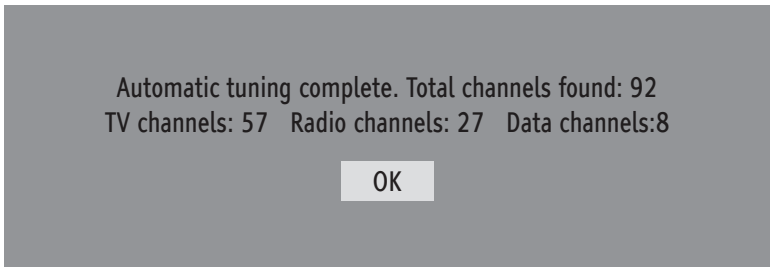 Automatic tuning complete. Total channels found: 92
TV channels: 57 Radio channels: 27 Data channels:8
OK